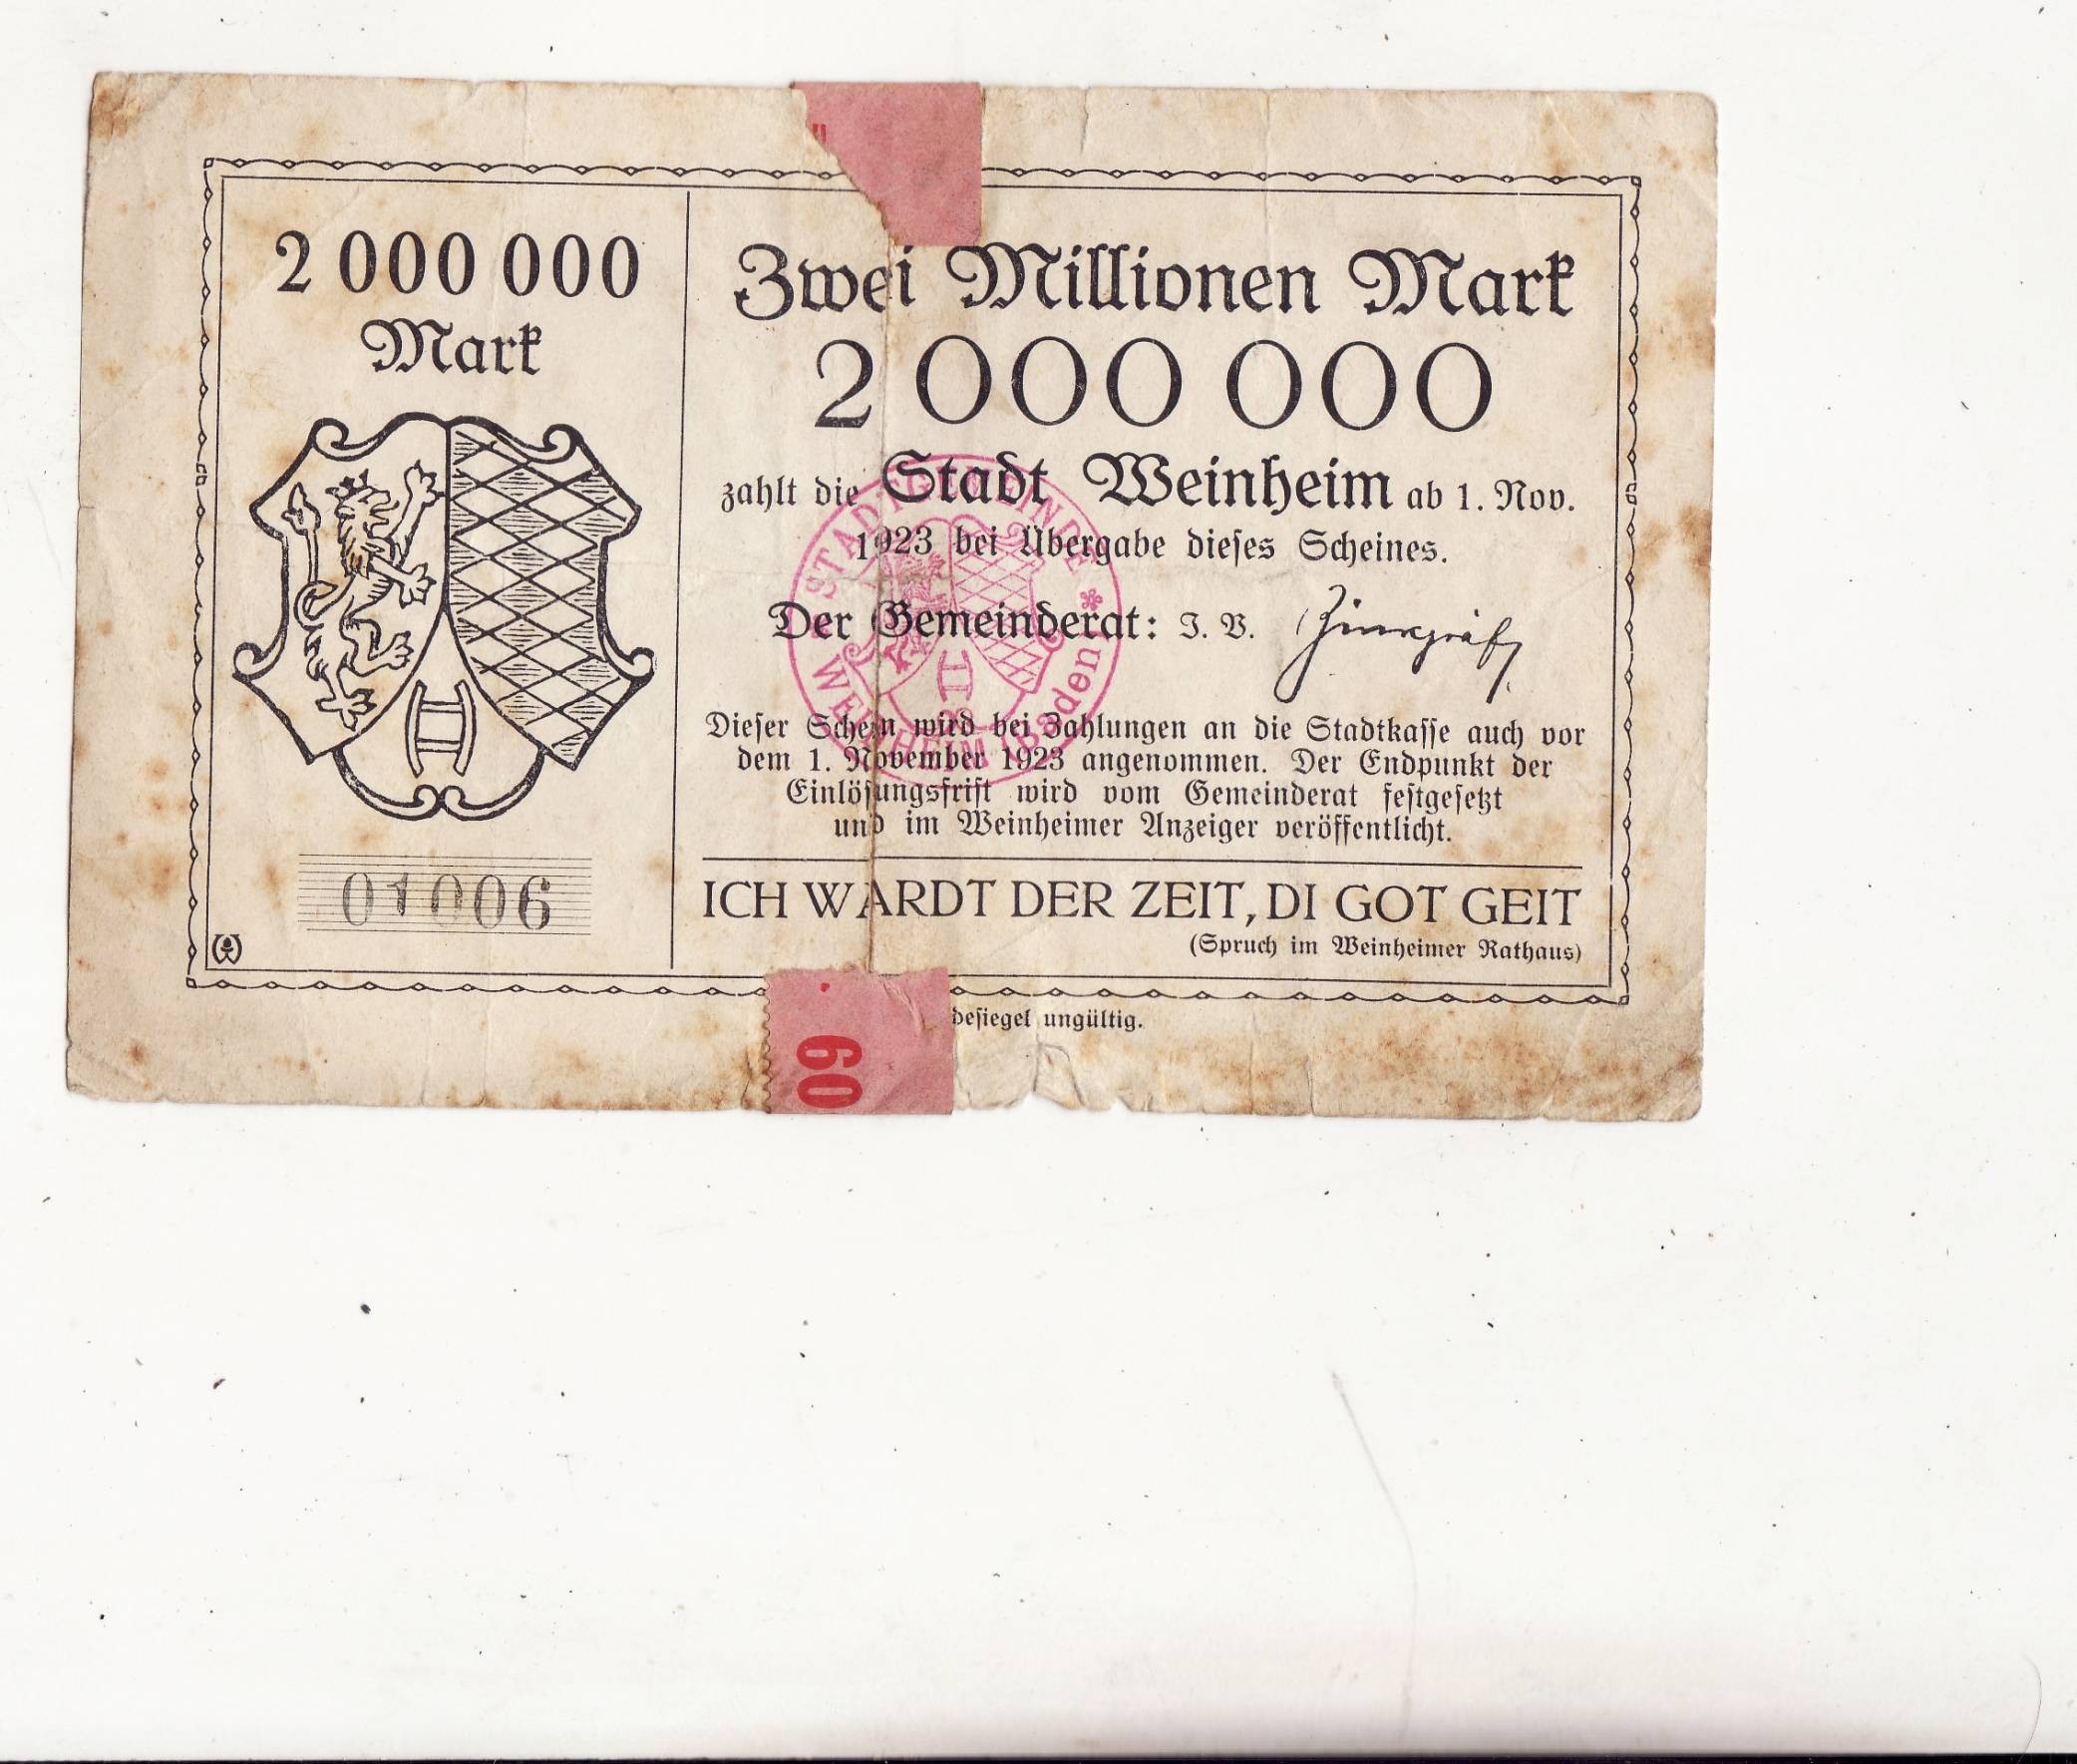 2 000 000
Mark
01006
Zwei Millionen Mark
2 000 000
zahlt die Stadt Weinheim ab 1. Nov.
1923 bei Übergabe dieses Scheines.
Der Gemeinderat: I. V.
Dieser Schein wird bei Zahlungen an die Stadtkasse auch vor
dem 1. November 1923 angenommen. Der Endpunkt der
Einlösungsfrist wird vom Gemeinderat festgesetzt
und im Weinheimer Anzeiger veröffentlicht.
ICH WARDT DER ZEIT, DI GOT GEIT
(Spruch im Weinheimer Rathaus)
desiegel ungültig.
STADTGEMEINDE * WEINHEIM (Baden)
60